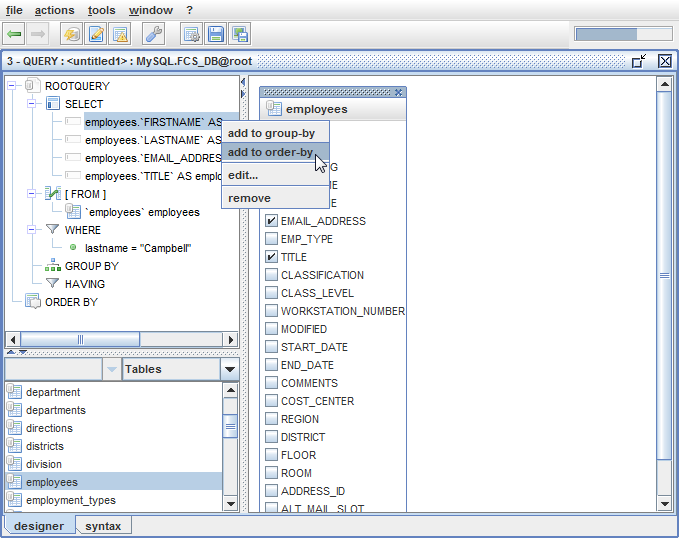 file actions tools window ?
3 - QUERY : <untitled1> : MySQL.FCS_DB@root
ROOTQUERY
SELECT
employees.`FIRSTNAME` AS
employees.`LASTNAME` AS
employees.`EMAIL_ADDRES
employees.`TITLE` AS emplo
[ FROM ]
`employees` employees
WHERE
lastname = "Campbell"
GROUP BY
HAVING
ORDER BY
add to group-by
add to order-by
edit...
remove
employees
EMAIL_ADDRESS
EMP_TYPE
TITLE
CLASSIFICATION
CLASS_LEVEL
WORKSTATION_NUMBER
MODIFIED
START_DATE
END_DATE
COMMENTS
COST_CENTER
REGION
DISTRICT
FLOOR
ROOM
ADDRESS_ID
ALT_MAIL_SLOT
Tables
department
departments
directions
districts
division
employees
employment_types
designer syntax